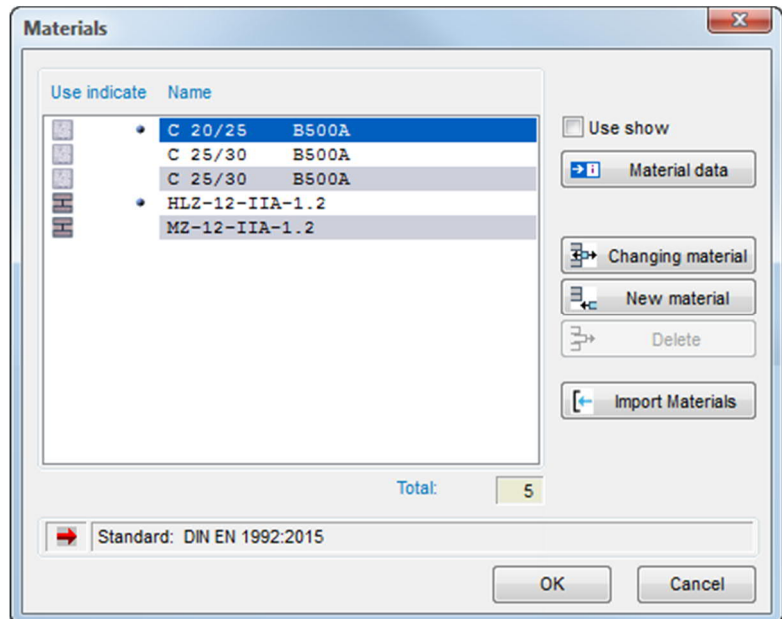 Materials
Use indicate Name
C 20/25 B500A
C 25/30 B500A
C 25/30 B500A
HLZ-12-IIA-1.2
MZ-12-IIA-1.2
Use show
Material data
Changing material
New material
Delete
Import Materials
Total: 5
Standard: DIN EN 1992:2015
OK Cancel